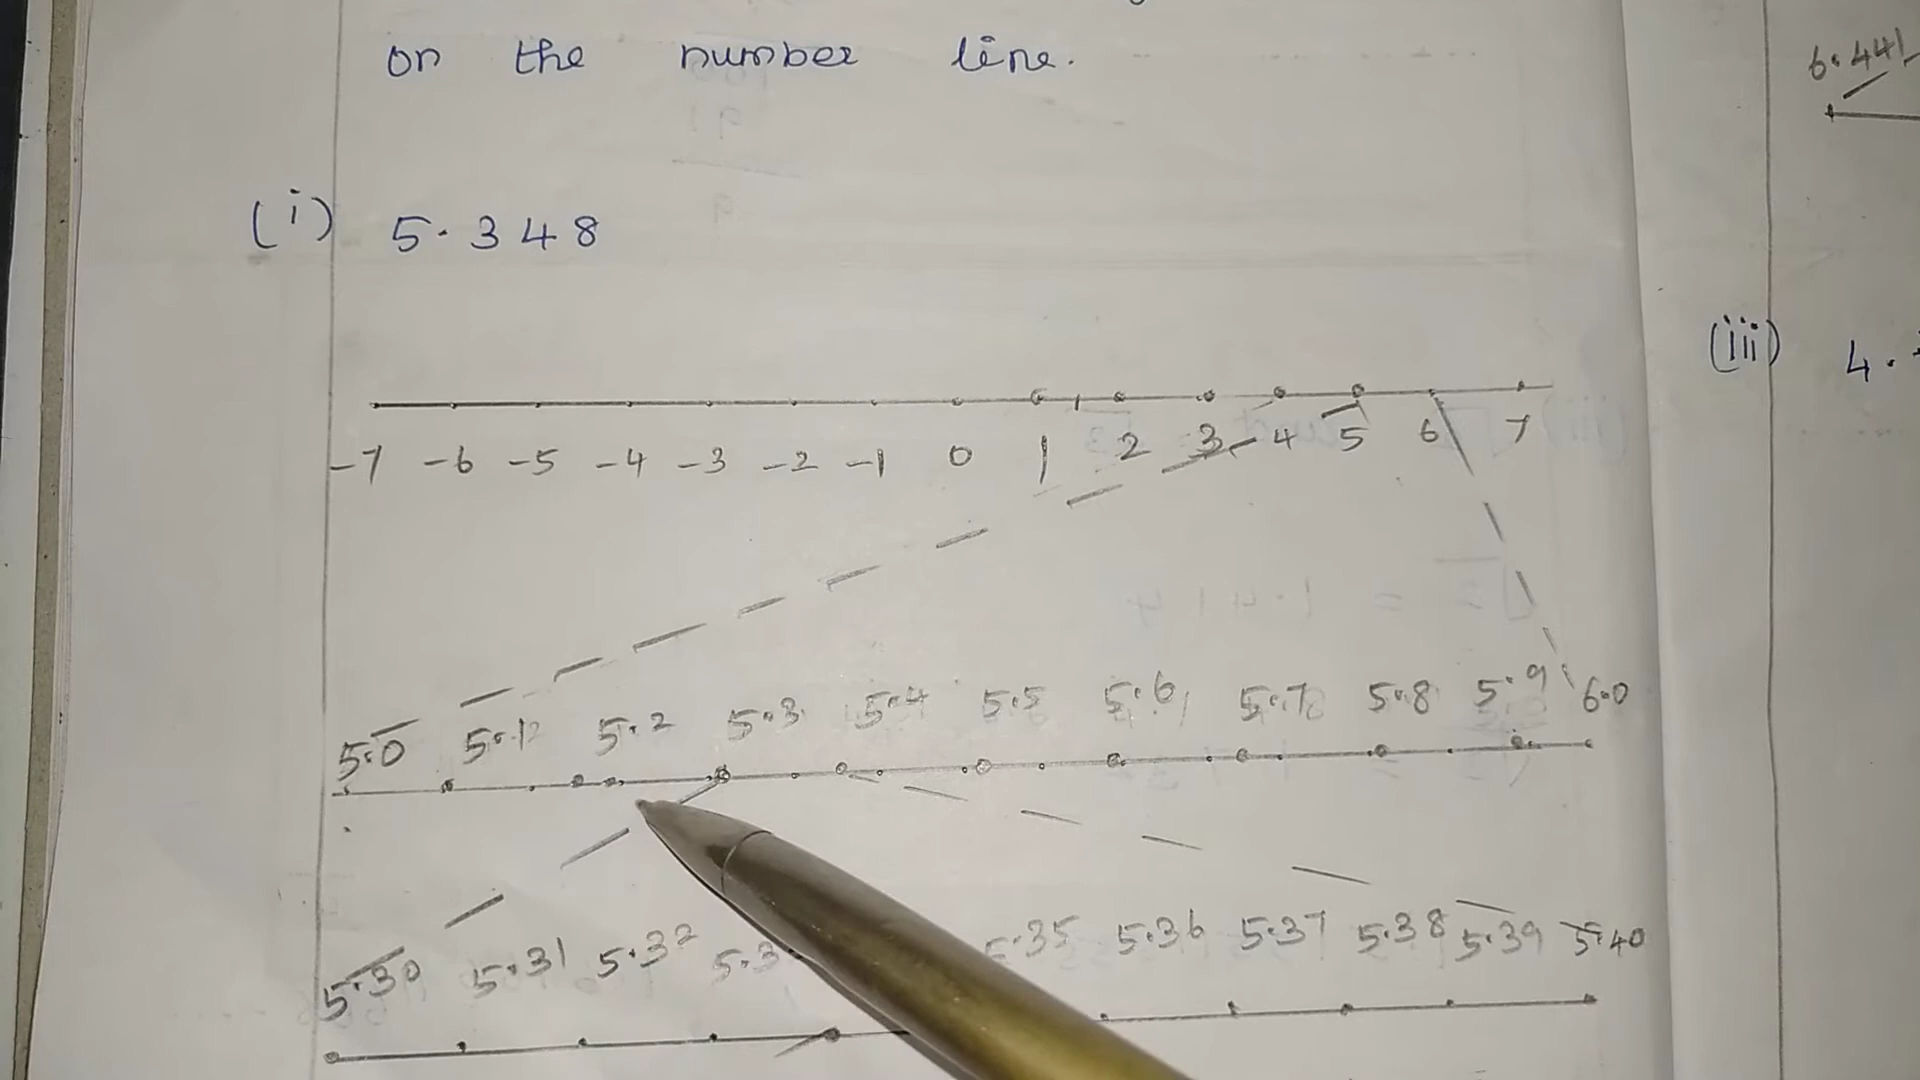 on the number line.
(i) 5.348
-7 -6 -5 -4 -3 -2 -1 0 1 2 3 4 5 6 7
5.0 5.1 5.2 5.3 5.4 5.5 5.6 5.7 5.8 5.9 6.0
5.30 5.31 5.32 5.3 5.35 5.36 5.37 5.38 5.39 5.40
6.441
(iii) 4.